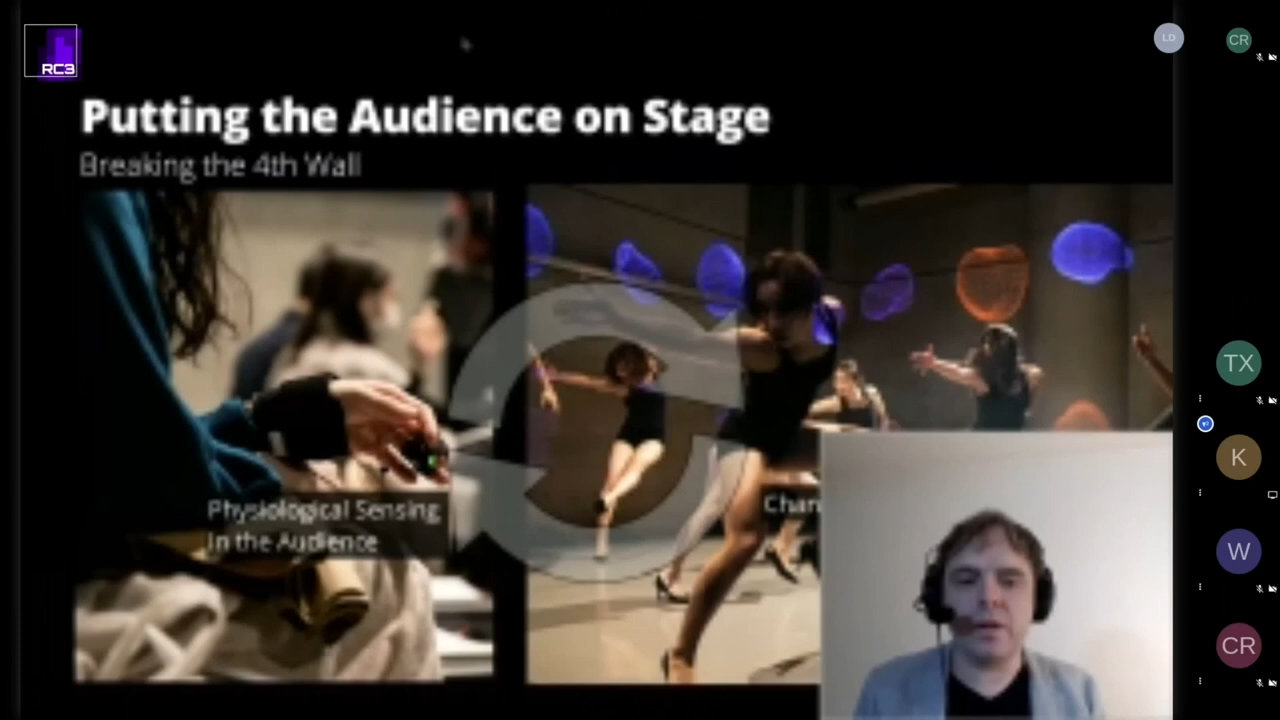 RC3
LD
CR
Putting the Audience on Stage
Breaking the 4th Wall
Physiological Sensing
In the Audience
Chan
TX
K
W
CR